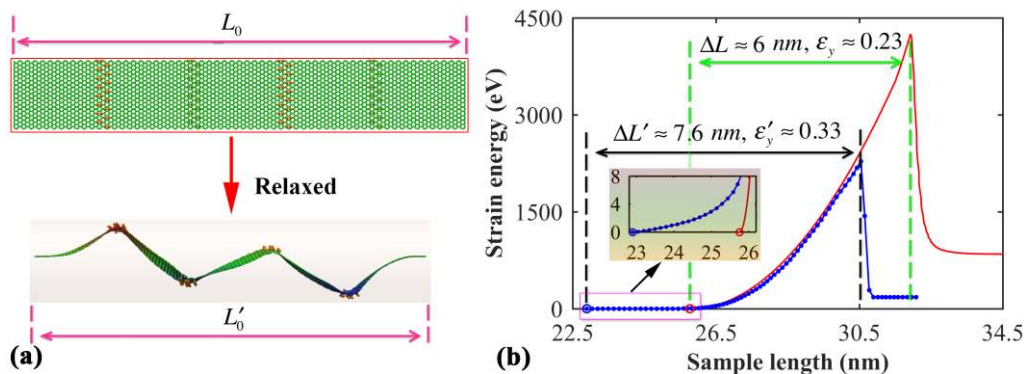 L₀
Relaxed
L₀′
(a)
Strain energy (eV)
4500
3000
1500
0
ΔL ≈ 6 nm, εy ≈ 0.23
ΔL′ ≈ 7.6 nm, ε′y ≈ 0.33
8
4
0
23 24 25 26
22.5 26.5 30.5 34.5
Sample length (nm)
(b)